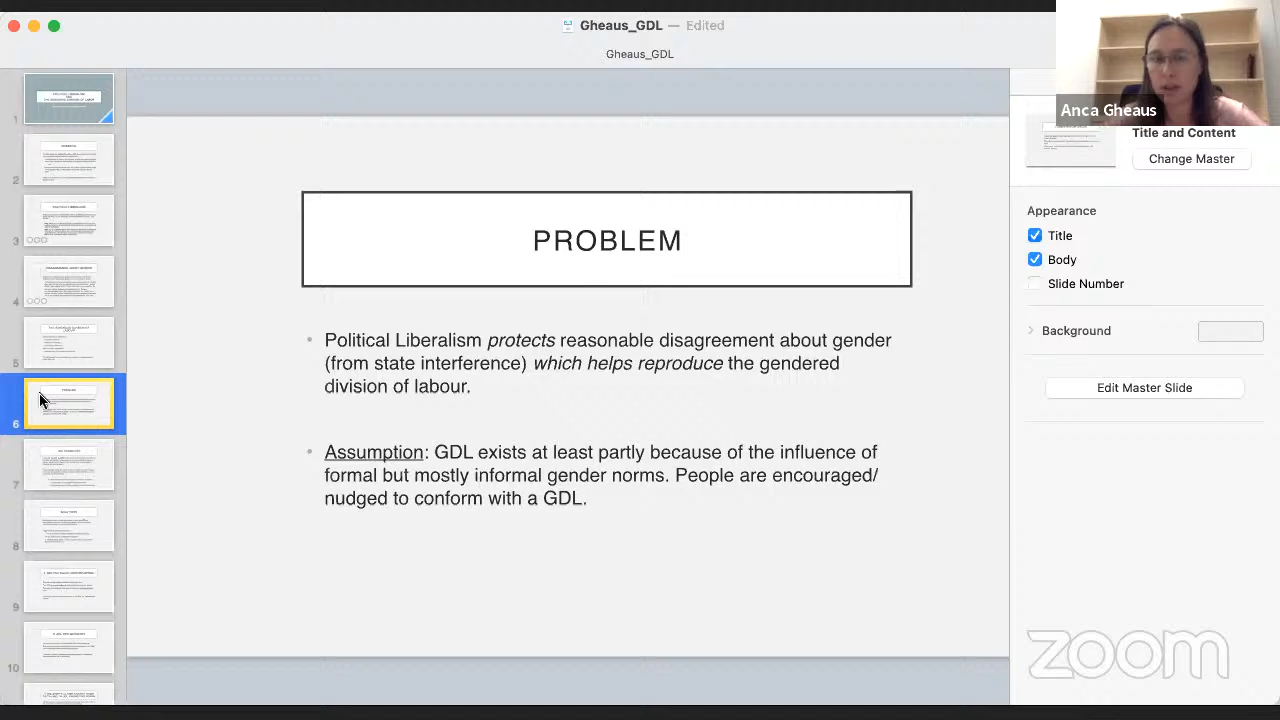 Gheaus_GDL — Edited
Gheaus_GDL
Anca Gheaus
1
2
3
4
5
6
7
8
9
10
PROBLEM
PROBLEM
• Political Liberalism protects reasonable disagreement about gender
(from state interference) which helps reproduce the gendered
division of labour.
• Assumption: GDL exists at least partly because of the influence of
formal but mostly informal gender norms. People are encouraged/
nudged to conform with a GDL.
Title and Content
Change Master
Appearance
Title
Body
Slide Number
Background
Edit Master Slide
zoom